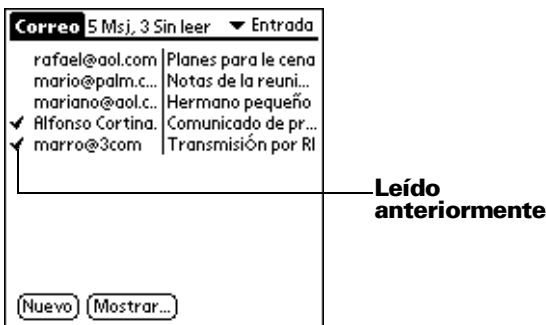 Correo 5 Msj, 3 Sin leer Entrada
rafael@aol.com Planes para le cena
mario@palm.c... Notas de la reuni...
mariano@aol.c.. Hermano pequeño
Alfonso Cortina. Comunicado de pr...
marro@3com Transmisión por RI
Leído
anteriormente
Nuevo Mostrar...